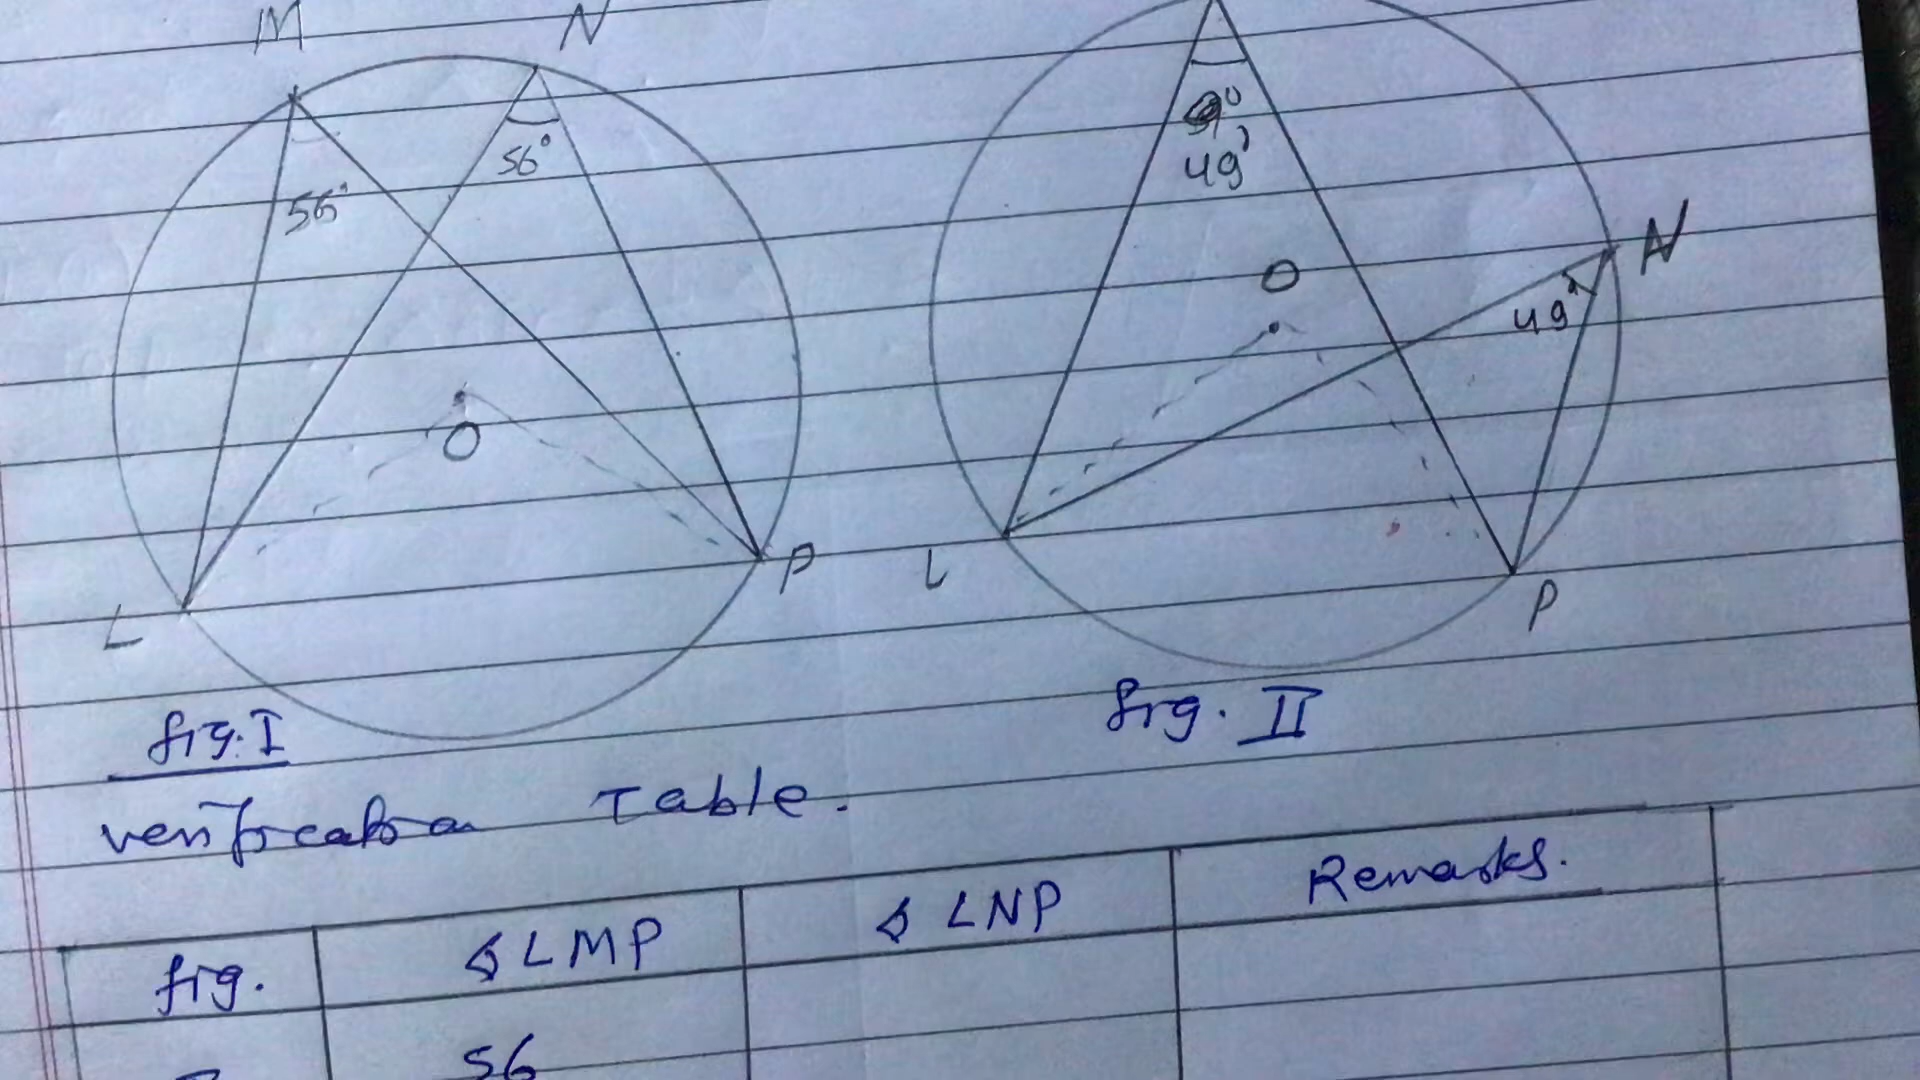 M N
56° 56°
49°
O
N
49°
O
L P
L P
fig. I
fig. II
verification Table.
fig. ∡ LMP ∡ LNP Remarks.
56